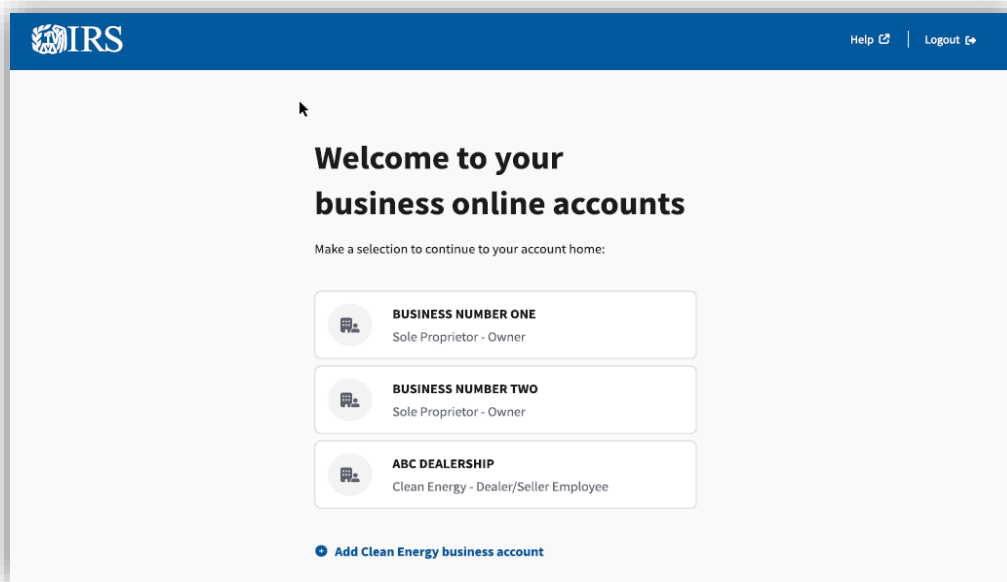 IRS
Help
Logout
Welcome to your
business online accounts
Make a selection to continue to your account home:
BUSINESS NUMBER ONE
Sole Proprietor - Owner
BUSINESS NUMBER TWO
Sole Proprietor - Owner
ABC DEALERSHIP
Clean Energy - Dealer/Seller Employee
Add Clean Energy business account